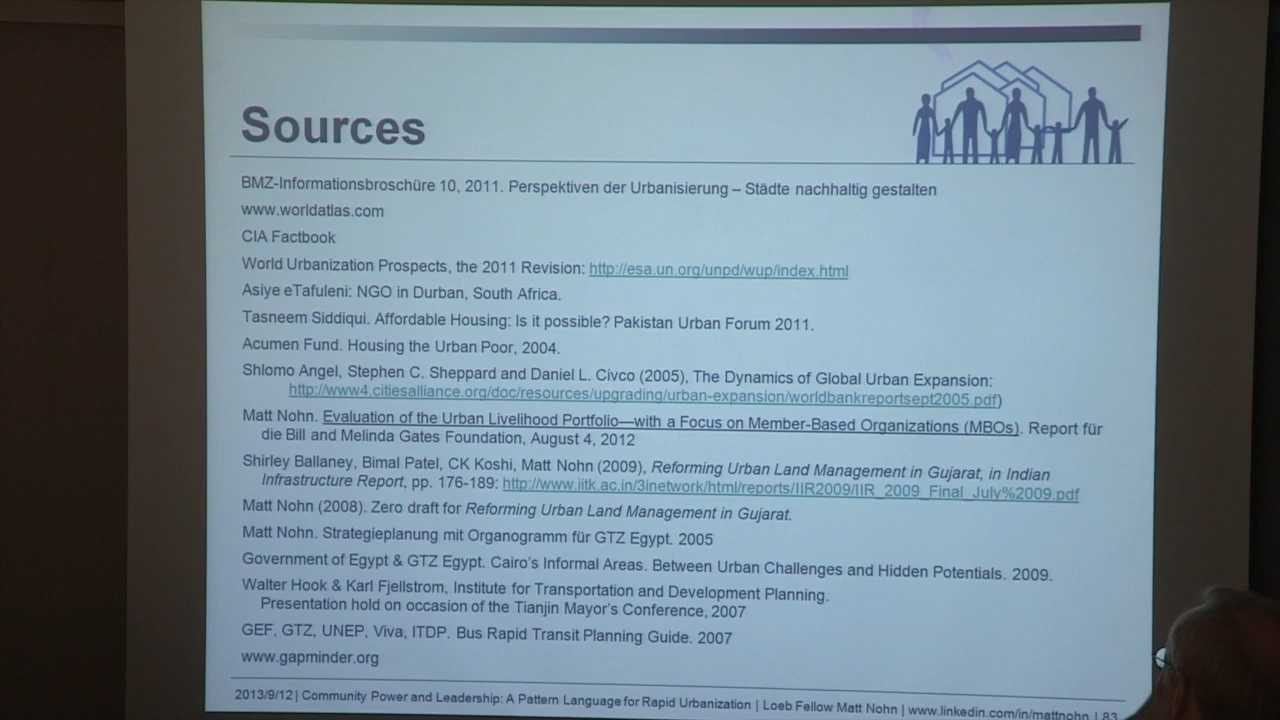 Sources
BMZ-Informationsbroschüre 10, 2011. Perspektiven der Urbanisierung – Städte nachhaltig gestalten
www.worldatlas.com
CIA Factbook
World Urbanization Prospects, the 2011 Revision: http://esa.un.org/unpd/wup/index.html
Asiye eTafuleni: NGO in Durban, South Africa.
Tasneem Siddiqui. Affordable Housing: Is it possible? Pakistan Urban Forum 2011.
Acumen Fund. Housing the Urban Poor, 2004.
Shlomo Angel, Stephen C. Sheppard and Daniel L. Civco (2005), The Dynamics of Global Urban Expansion:
http://www4.citiesalliance.org/doc/resources/upgrading/urban-expansion/worldbankreportsept2005.pdf)
Matt Nohn. Evaluation of the Urban Livelihood Portfolio—with a Focus on Member-Based Organizations (MBOs). Report für
die Bill and Melinda Gates Foundation, August 4, 2012
Shirley Ballaney, Bimal Patel, CK Koshi, Matt Nohn (2009), Reforming Urban Land Management in Gujarat, in Indian
Infrastructure Report, pp. 176-189: http://www.iitk.ac.in/3inetwork/html/reports/IIR2009/IIR_2009_Final_July%2009.pdf
Matt Nohn (2008). Zero draft for Reforming Urban Land Management in Gujarat.
Matt Nohn. Strategieplanung mit Organogramm für GTZ Egypt. 2005
Government of Egypt & GTZ Egypt. Cairo's Informal Areas. Between Urban Challenges and Hidden Potentials. 2009.
Walter Hook & Karl Fjellstrom, Institute for Transportation and Development Planning.
Presentation hold on occasion of the Tianjin Mayor's Conference, 2007
GEF, GTZ, UNEP, Viva, ITDP. Bus Rapid Transit Planning Guide. 2007
www.gapminder.org
2013/9/12 | Community Power and Leadership: A Pattern Language for Rapid Urbanization | Loeb Fellow Matt Nohn | www.linkedin.com/in/mattnohn | 83